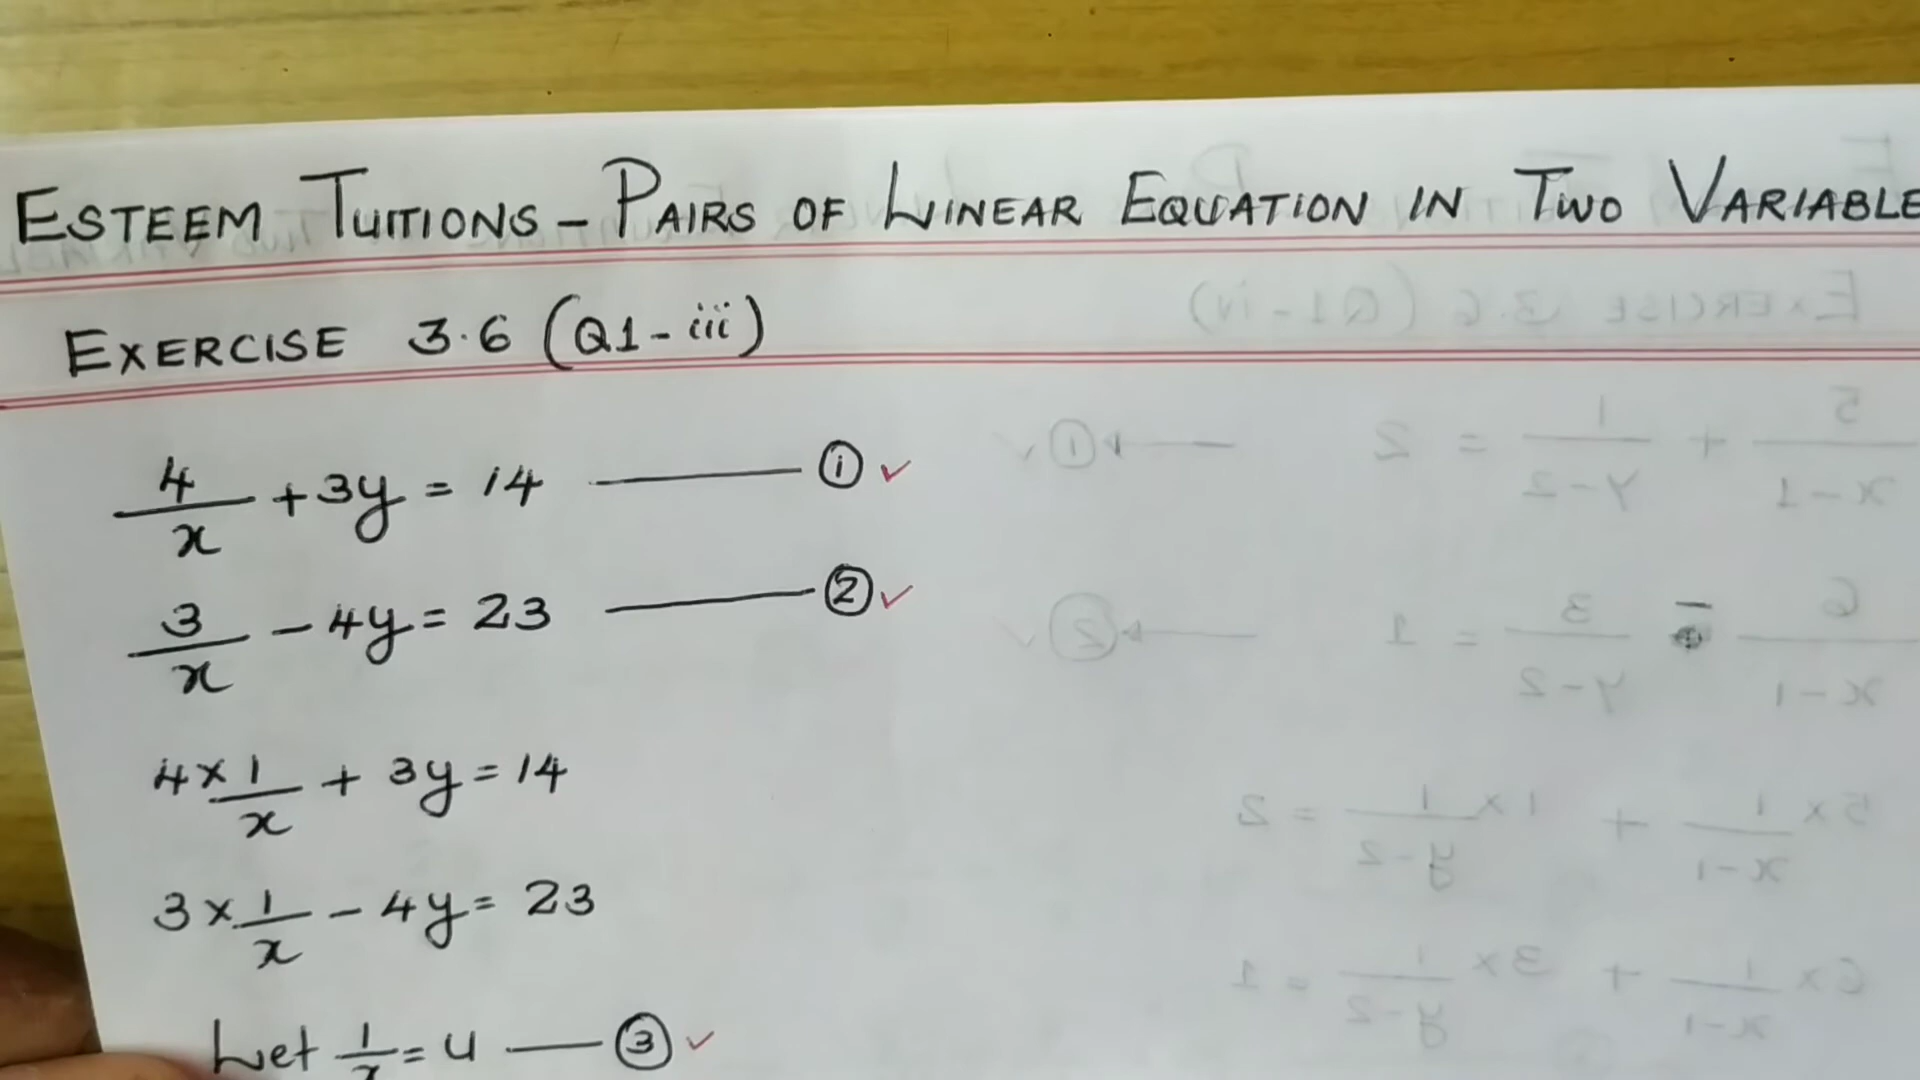 ESTEEM TUITIONS - PAIRS OF LINEAR EQUATION IN TWO VARIABLE
EXERCISE 3.6 (Q1 - iii)
4/x + 3y = 14 —— ① ✓
3/x - 4y = 23 —— ② ✓
4 × 1/x + 3y = 14
3 × 1/x - 4y = 23
Let 1/x = u —— ③ ✓